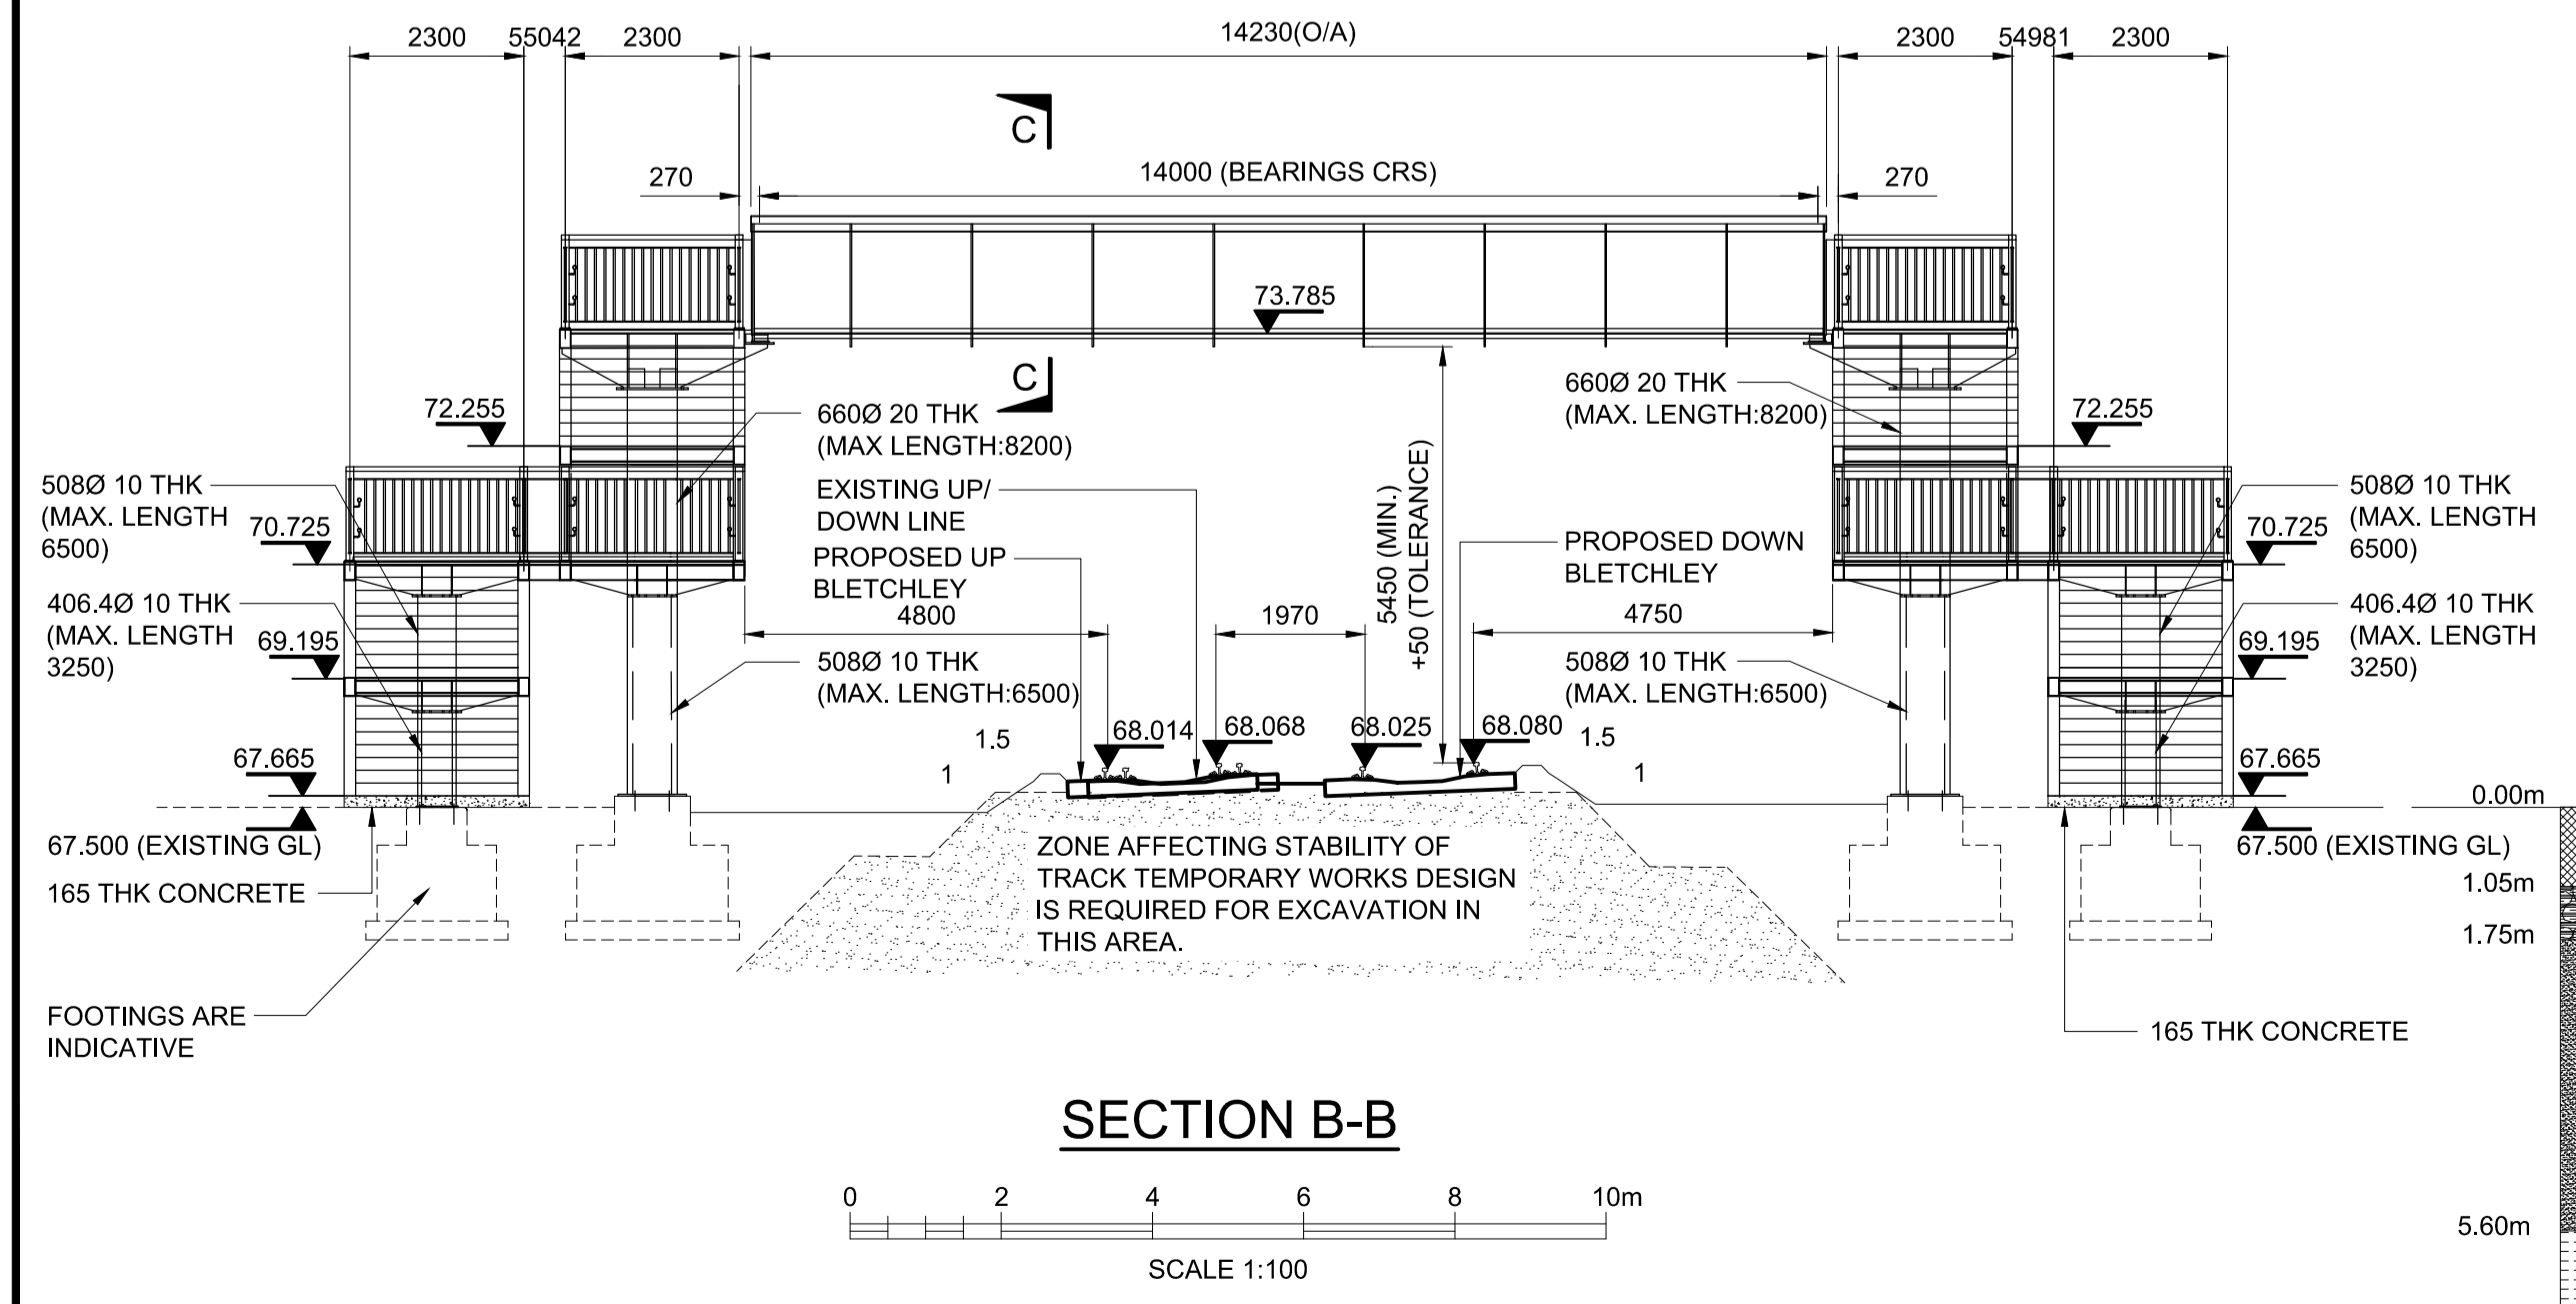 2300
55042
2300
14230(O/A)
2300
54981
2300
C
270
14000 (BEARINGS CRS)
270
73.785
C
72.255
660Ø 20 THK
(MAX LENGTH:8200)
660Ø 20 THK
(MAX. LENGTH:8200)
72.255
508Ø 10 THK
(MAX. LENGTH
6500)
70.725
EXISTING UP/
DOWN LINE
PROPOSED UP
BLETCHLEY
5450 (MIN.)
+50 (TOLERANCE)
PROPOSED DOWN
BLETCHLEY
70.725
508Ø 10 THK
(MAX. LENGTH
6500)
406.4Ø 10 THK
(MAX. LENGTH
3250)
69.195
4800
1970
4750
69.195
406.4Ø 10 THK
(MAX. LENGTH
3250)
508Ø 10 THK
(MAX. LENGTH:6500)
508Ø 10 THK
(MAX. LENGTH:6500)
67.665
1.5
1
68.014
68.068
68.025
68.080
1.5
1
67.665
0.00m
67.500 (EXISTING GL)
67.500 (EXISTING GL)
165 THK CONCRETE
ZONE AFFECTING STABILITY OF
TRACK TEMPORARY WORKS DESIGN
IS REQUIRED FOR EXCAVATION IN
THIS AREA.
1.05m
1.75m
FOOTINGS ARE
INDICATIVE
165 THK CONCRETE
SECTION B-B
0 2 4 6 8 10m
SCALE 1:100
5.60m